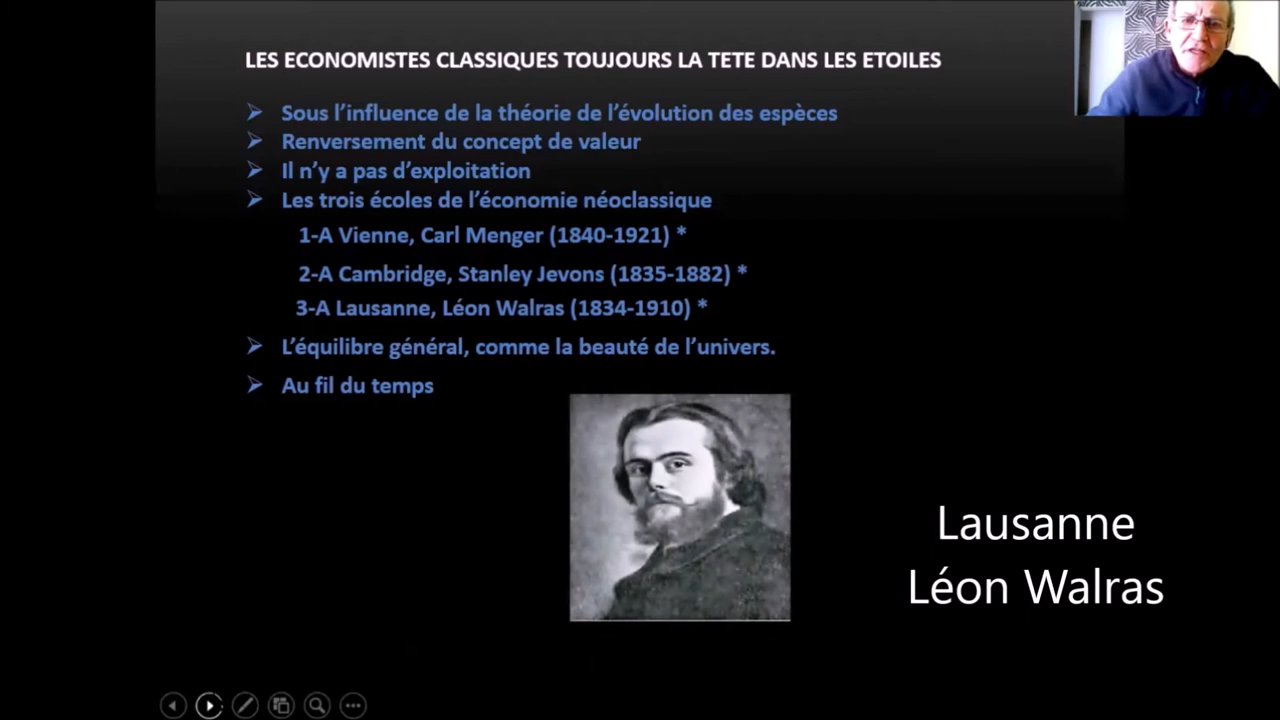 LES ECONOMISTES CLASSIQUES TOUJOURS LA TETE DANS LES ETOILES
Sous l'influence de la théorie de l'évolution des espèces
Renversement du concept de valeur
Il n'y a pas d'exploitation
Les trois écoles de l'économie néoclassique
1-A Vienne, Carl Menger (1840-1921) *
2-A Cambridge, Stanley Jevons (1835-1882) *
3-A Lausanne, Léon Walras (1834-1910) *
L'équilibre général, comme la beauté de l'univers.
Au fil du temps
Lausanne
Léon Walras